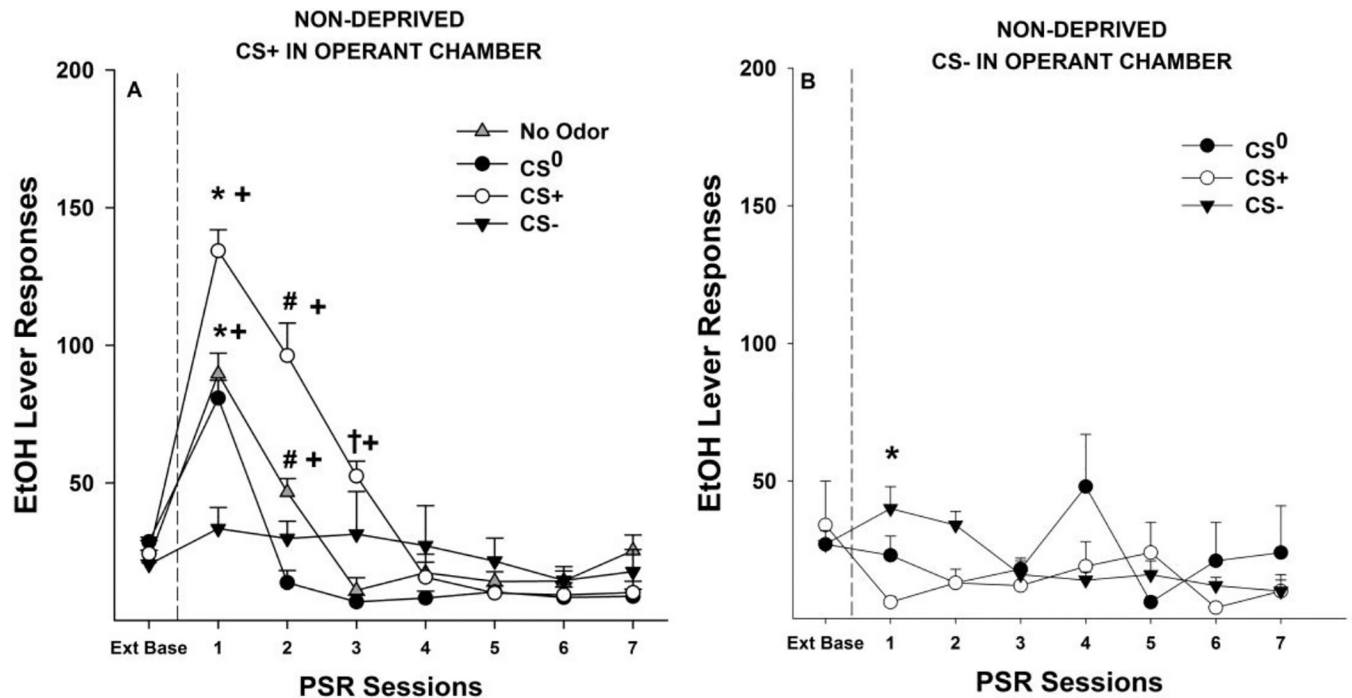 NON-DEPRIVED
CS+ IN OPERANT CHAMBER
A
200
150
100
50
EtOH Lever Responses
No Odor
CS⁰
CS+
CS-
* +
# +
*+
# +
†+
Ext Base 1 2 3 4 5 6 7
PSR Sessions
NON-DEPRIVED
CS- IN OPERANT CHAMBER
B
200
150
100
50
EtOH Lever Responses
CS⁰
CS+
CS-
*
Ext Base 1 2 3 4 5 6 7
PSR Sessions